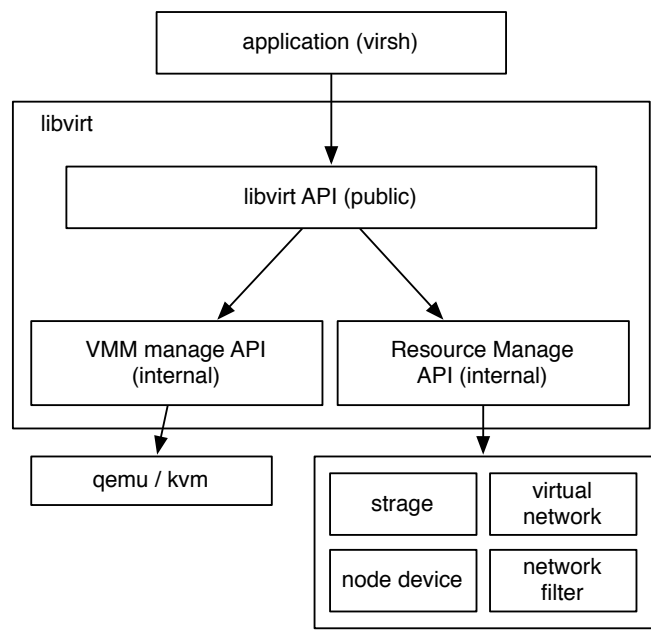 application (virsh)
libvirt
libvirt API (public)
VMM manage API
(internal)
Resource Manage
API (internal)
qemu / kvm
strage
virtual
network
node device
network
filter